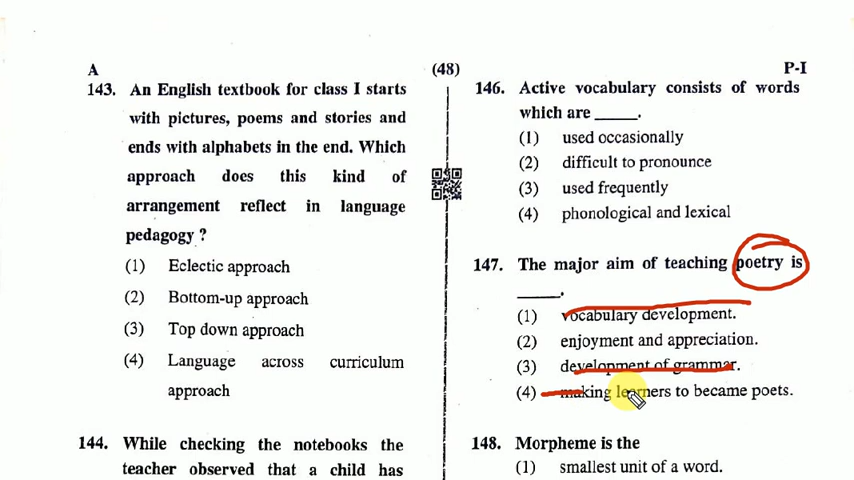 A
(48)
P-I
143. An English textbook for class I starts
with pictures, poems and stories and
ends with alphabets in the end. Which
approach does this kind of
arrangement reflect in language
pedagogy ?
(1) Eclectic approach
(2) Bottom-up approach
(3) Top down approach
(4) Language across curriculum
approach
144. While checking the notebooks the
teacher observed that a child has
146. Active vocabulary consists of words
which are _____.
(1) used occasionally
(2) difficult to pronounce
(3) used frequently
(4) phonological and lexical
147. The major aim of teaching poetry is
_____.
(1) vocabulary development.
(2) enjoyment and appreciation.
(3) development of grammar.
(4) making learners to became poets.
148. Morpheme is the
(1) smallest unit of a word.